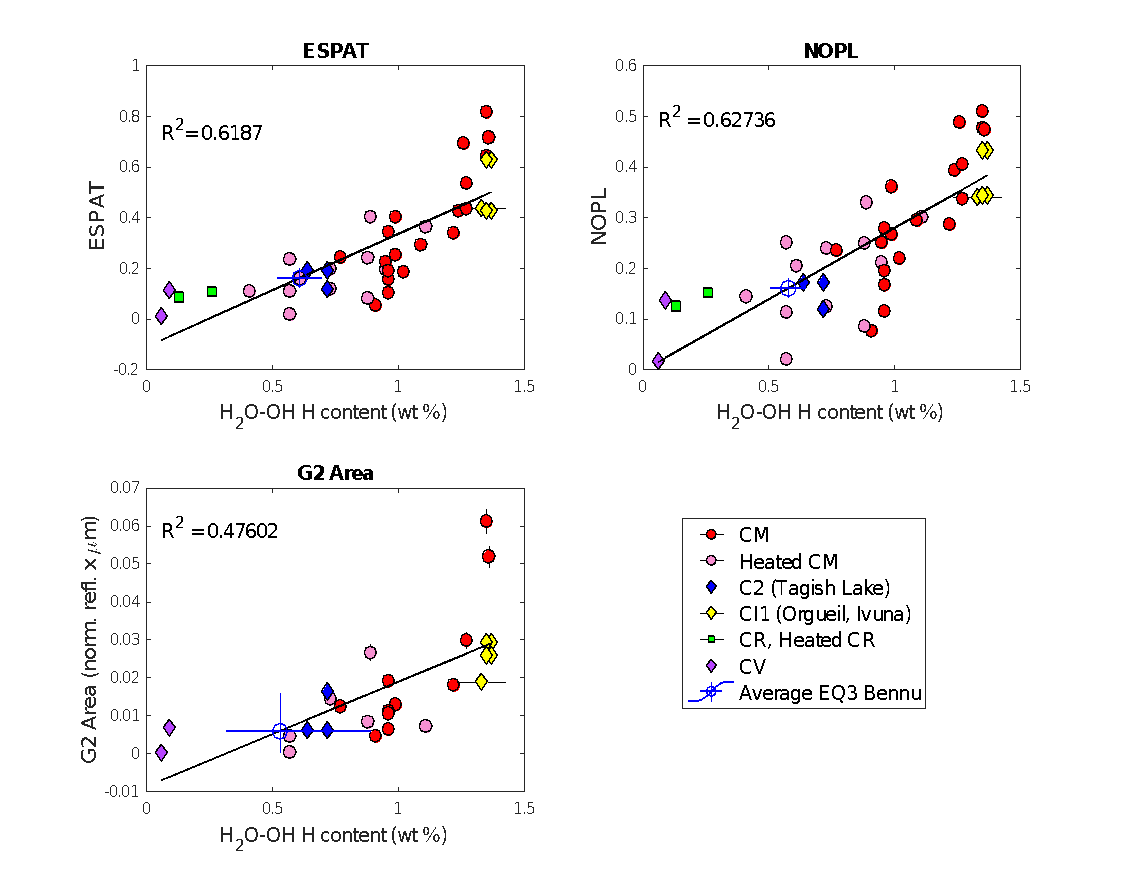 ESPAT
1
0.8
0.6
0.4
0.2
0
-0.2
R²=0.6187
ESPAT
0
0.5
1
1.5
H₂O-OH H content (wt %)
NOPL
0.6
0.5
0.4
0.3
0.2
0.1
0
R² =0.62736
NOPL
0
0.5
1
1.5
H₂O-OH H content (wt %)
G2 Area
0.07
0.06
0.05
0.04
0.03
0.02
0.01
0
-0.01
R² =0.47602
G2 Area (norm. refl. x μm)
0
0.5
1
1.5
H₂O-OH H content (wt %)
CM
Heated CM
C2 (Tagish Lake)
CI1 (Orgueil, Ivuna)
CR, Heated CR
CV
Average EQ3 Bennu